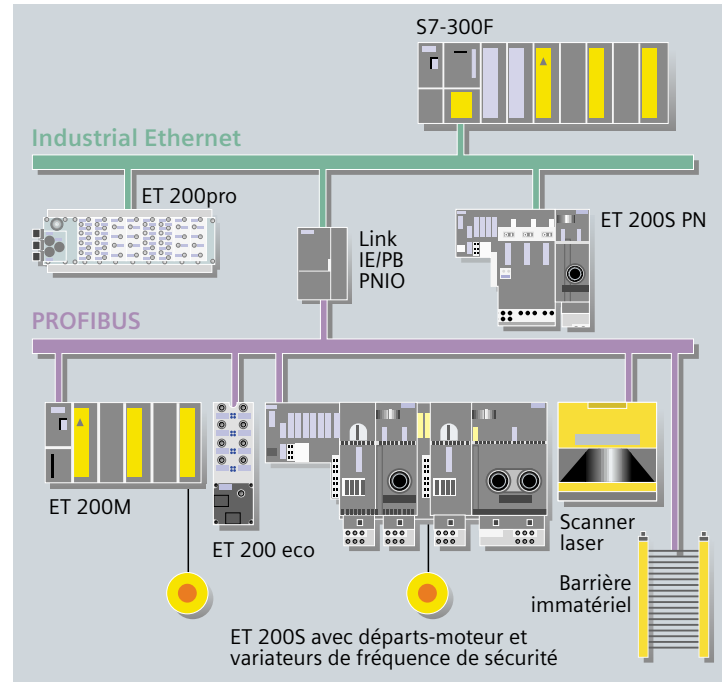 S7-300F
Industrial Ethernet
ET 200pro
ET 200S PN
Link
IE/PB
PNIO
PROFIBUS
ET 200M
ET 200 eco
Scanner
laser
Barrière
immatériel
ET 200S avec départs-moteur et
variateurs de fréquence de sécurité